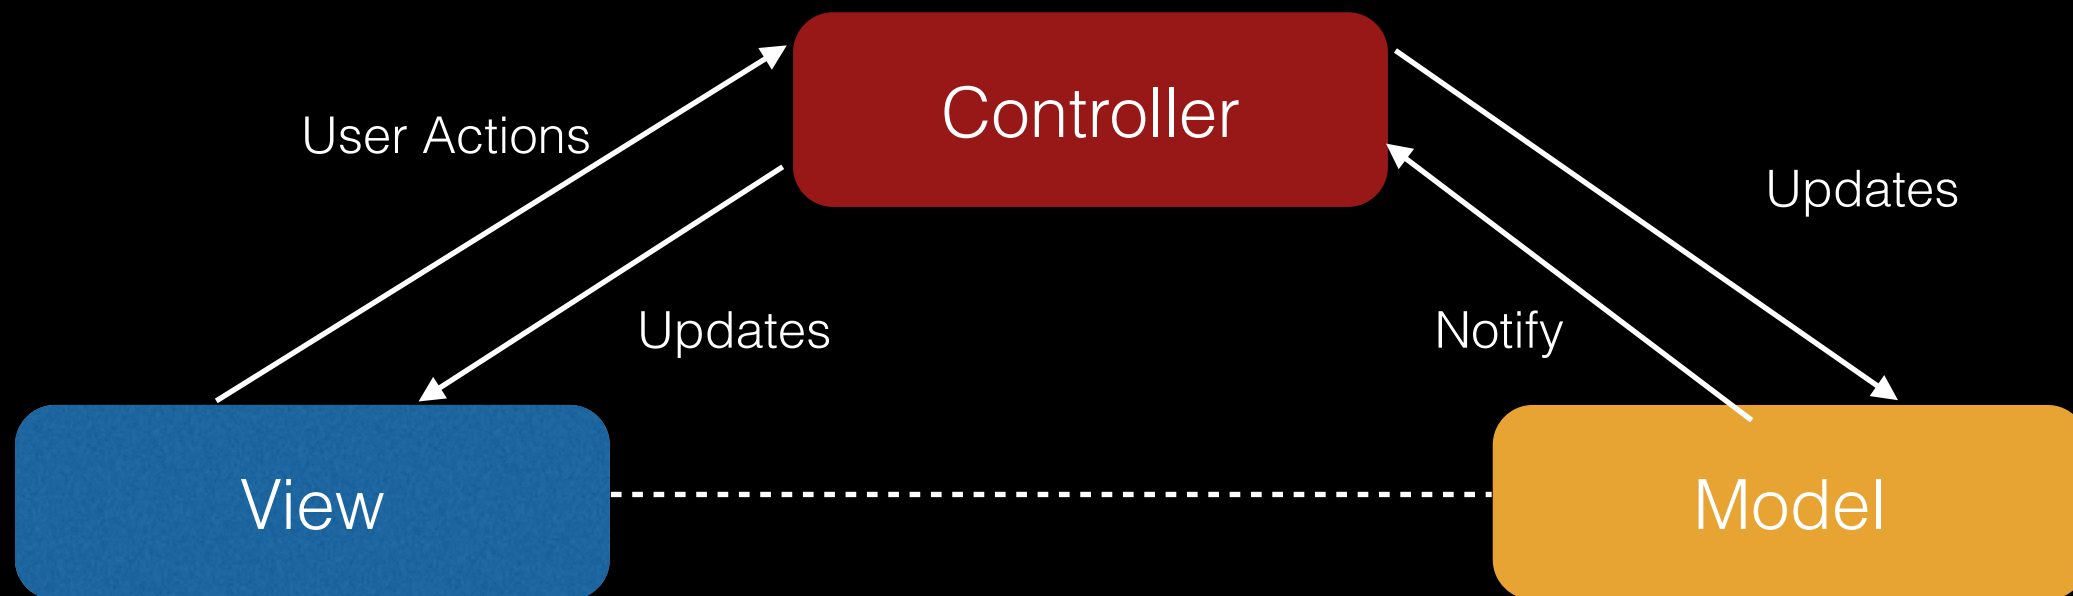 Controller
User Actions
Updates
Updates
Notify
View
Model